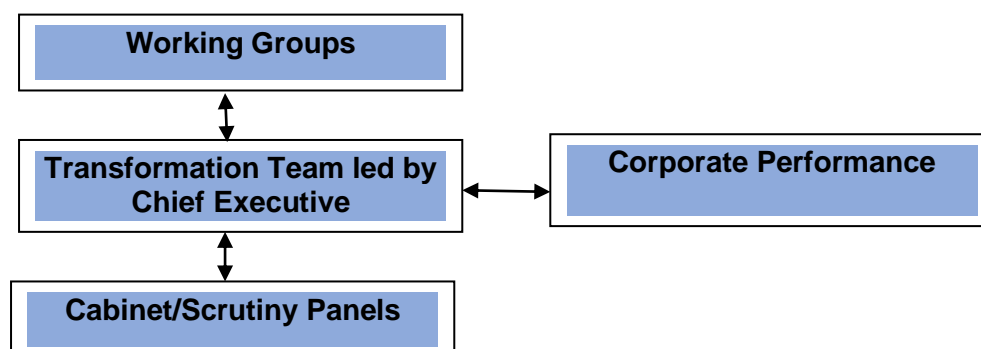 Working Groups
Transformation Team led by
Chief Executive
Corporate Performance
Cabinet/Scrutiny Panels